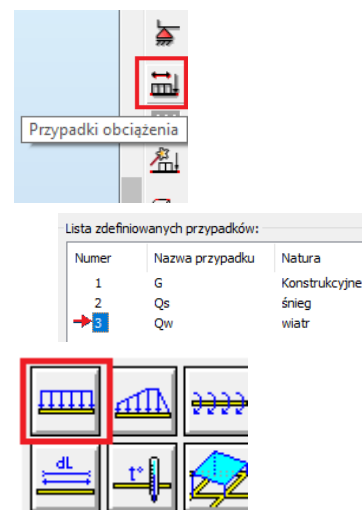 Przypadki obciążenia
Lista zdefiniowanych przypadków:
Numer Nazwa przypadku Natura
1 G Konstrukcyjne
2 Qs śnieg
3 Qw wiatr
dL
t°